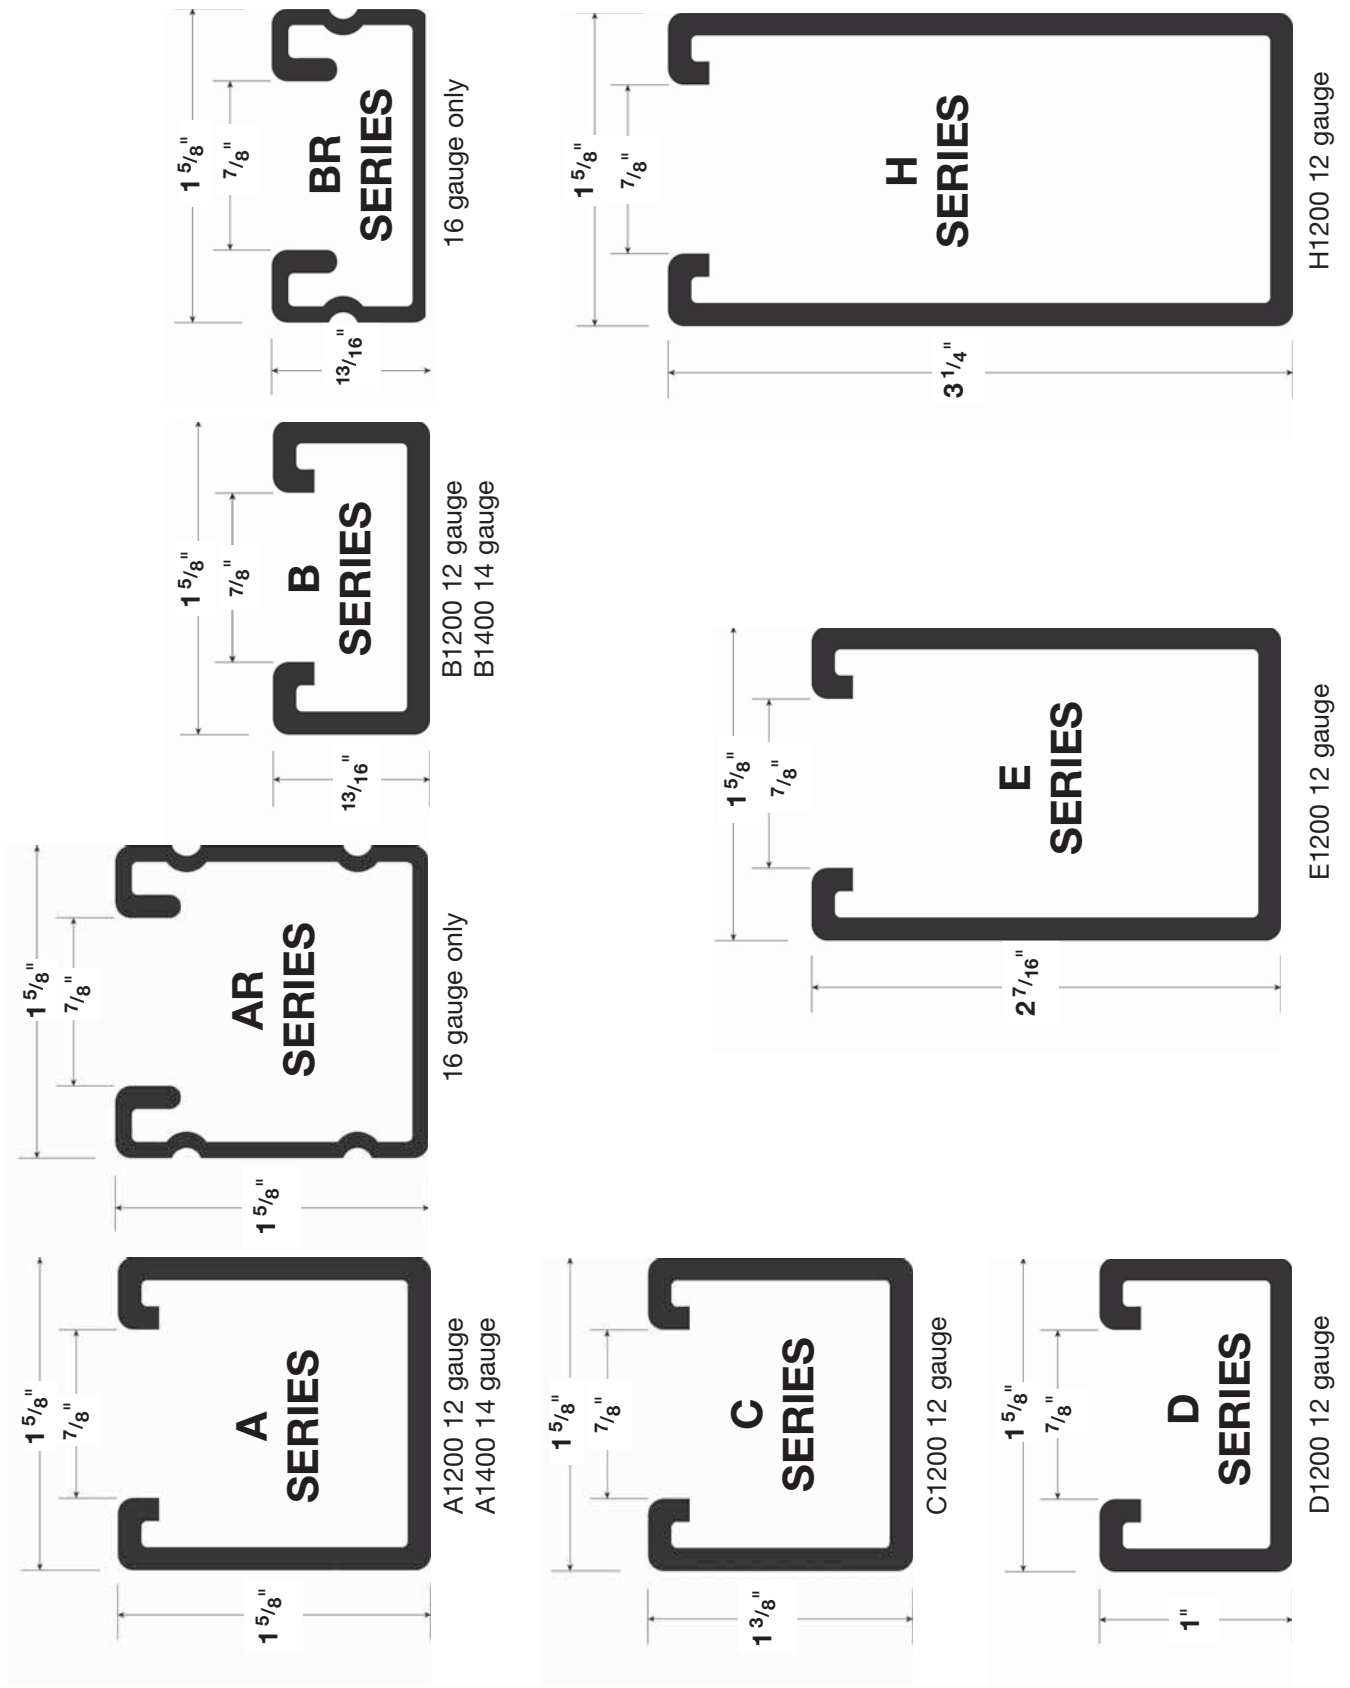 1 5/8"
7/8"
1 5/8"
A
SERIES
A1200 12 gauge
A1400 14 gauge
1 5/8"
7/8"
1 5/8"
AR
SERIES
16 gauge only
1 5/8"
7/8"
13/16"
B
SERIES
B1200 12 gauge
B1400 14 gauge
1 5/8"
7/8"
13/16"
BR
SERIES
16 gauge only
1 5/8"
7/8"
1 3/8"
C
SERIES
C1200 12 gauge
1 5/8"
7/8"
1"
D
SERIES
D1200 12 gauge
1 5/8"
7/8"
2 7/16"
E
SERIES
E1200 12 gauge
1 5/8"
7/8"
3 1/4"
H
SERIES
H1200 12 gauge